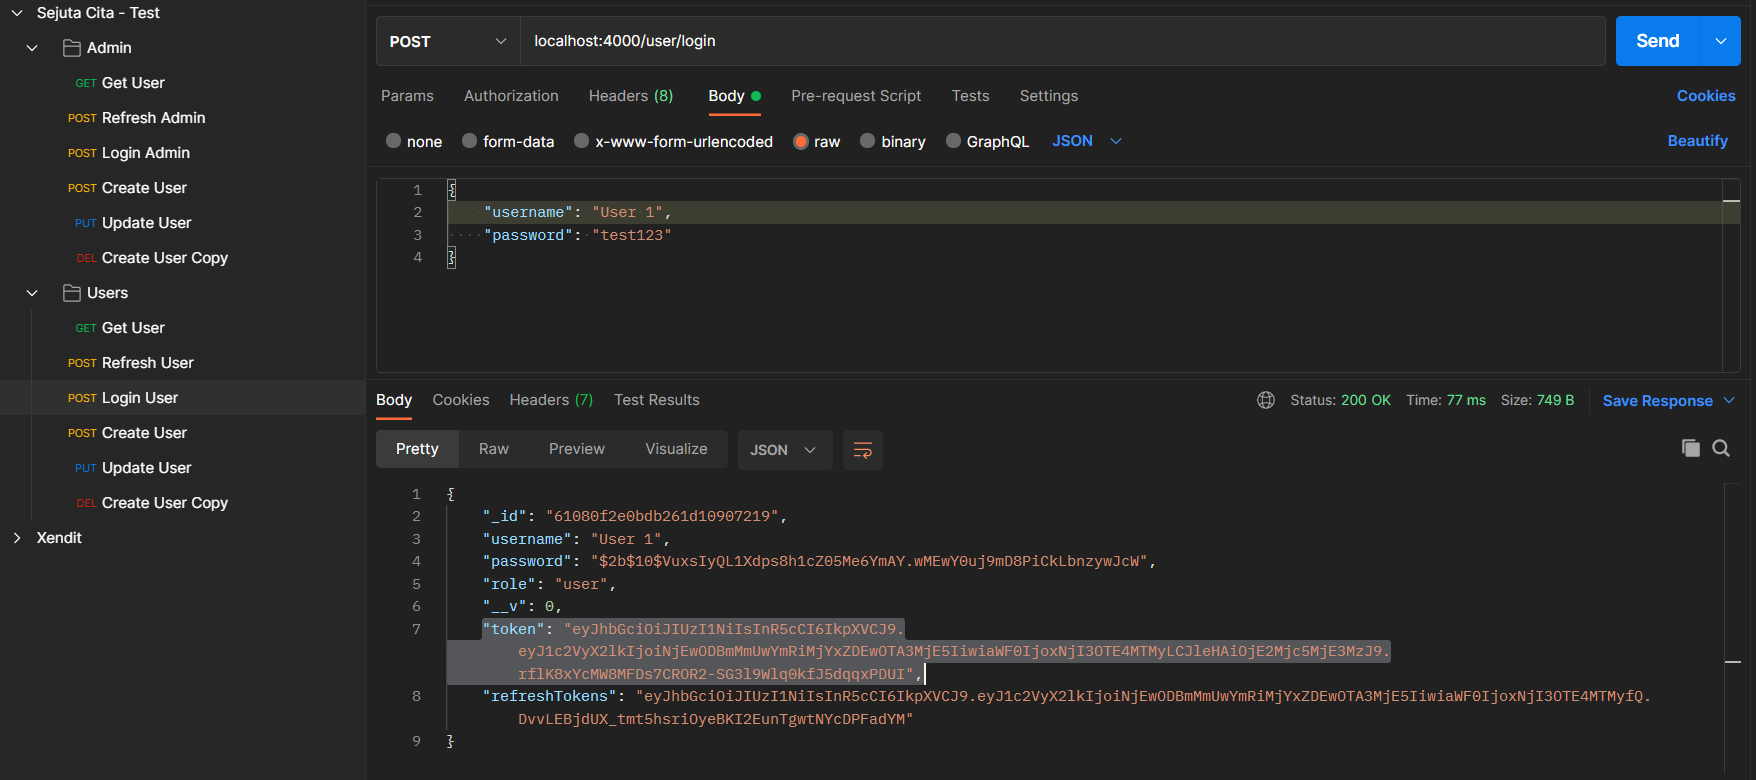 Sejuta Cita - Test
Admin
GET Get User
POST Refresh Admin
POST Login Admin
POST Create User
PUT Update User
DEL Create User Copy
Users
GET Get User
POST Refresh User
POST Login User
POST Create User
PUT Update User
DEL Create User Copy
Xendit
POST localhost:4000/user/login Send
Params Authorization Headers (8) Body Pre-request Script Tests Settings Cookies
none form-data x-www-form-urlencoded raw binary GraphQL JSON Beautify
1 {
2 "username": "User 1",
3 "password": "test123"
4 }
Body Cookies Headers (7) Test Results Status: 200 OK Time: 77 ms Size: 749 B Save Response
Pretty Raw Preview Visualize JSON
1 {
2 "_id": "61080f2e0bdb261d10907219",
3 "username": "User 1",
4 "password": "$2b$10$VuxsIyQL1Xdps8h1cZ05Me6YmAY.wMEwY0uj9mD8PiCkLbnzywJcW",
5 "role": "user",
6 "__v": 0,
7 "token": "eyJhbGciOiJIUzI1NiIsInR5cCI6IkpXVCJ9.
eyJ1c2VyX2lkIjoiNjEwODBmMmUwYmRiMjYxZDEwOTA3MjE5IiwiaWF0IjoxNjI3OTE4MTMyLCJleHAiOjE2Mjc5MjE3MzJ9.
rflK8xYcMW8MFDs7CROR2-SG3l9Wlq0kfJ5dqqxPDUI",
8 "refreshTokens": "eyJhbGciOiJIUzI1NiIsInR5cCI6IkpXVCJ9.eyJ1c2VyX2lkIjoiNjEwODBmMmUwYmRiMjYxZDEwOTA3MjE5IiwiaWF0IjoxNjI3OTE4MTMyfQ.
DvvLEBjdUX_tmt5hsriOyeBKI2EunTgwtNYcDPFadYM"
9 }